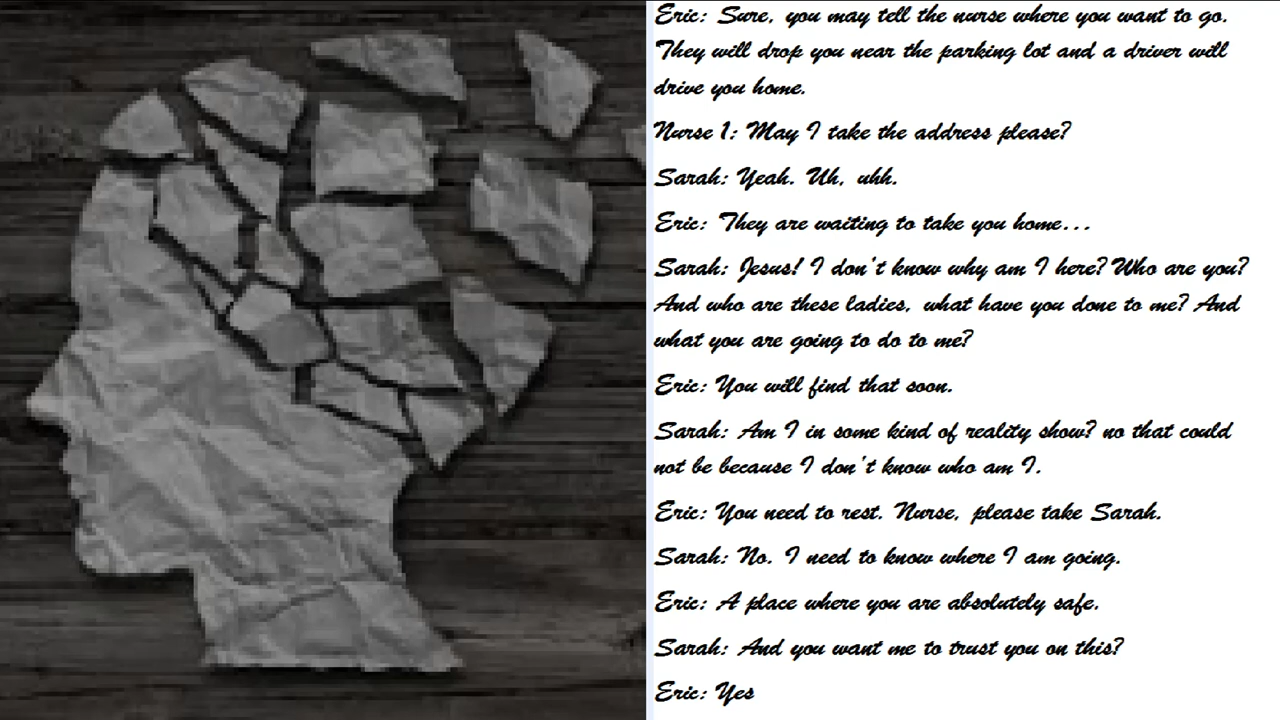 Eric: Sure, you may tell the nurse where you want to go.
They will drop you near the parking lot and a driver will
drive you home.
Nurse 1: May I take the address please?
Sarah: Yeah. Uh, uhh.
Eric: They are waiting to take you home...
Sarah: Jesus! I don't know why am I here? Who are you?
And who are these ladies, what have you done to me? And
what you are going to do to me?
Eric: You will find that soon.
Sarah: Am I in some kind of reality show? no that could
not be because I don't know who am I.
Eric: You need to rest. Nurse, please take Sarah.
Sarah: No. I need to know where I am going.
Eric: A place where you are absolutely safe.
Sarah: And you want me to trust you on this?
Eric: Yes